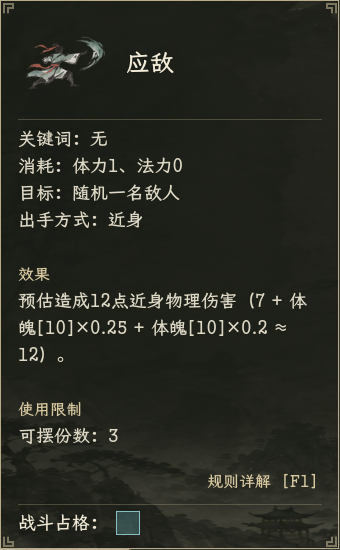 应敌
关键词：无
消耗：体力1、法力0
目标：随机一名敌人
出手方式：近身
效果
预估造成12点近身物理伤害（7 + 体
魄[10]×0.25 + 体魄[10]×0.2 ≈
12）。
使用限制
可摆份数：3
规则详解 [F1]
战斗占格：